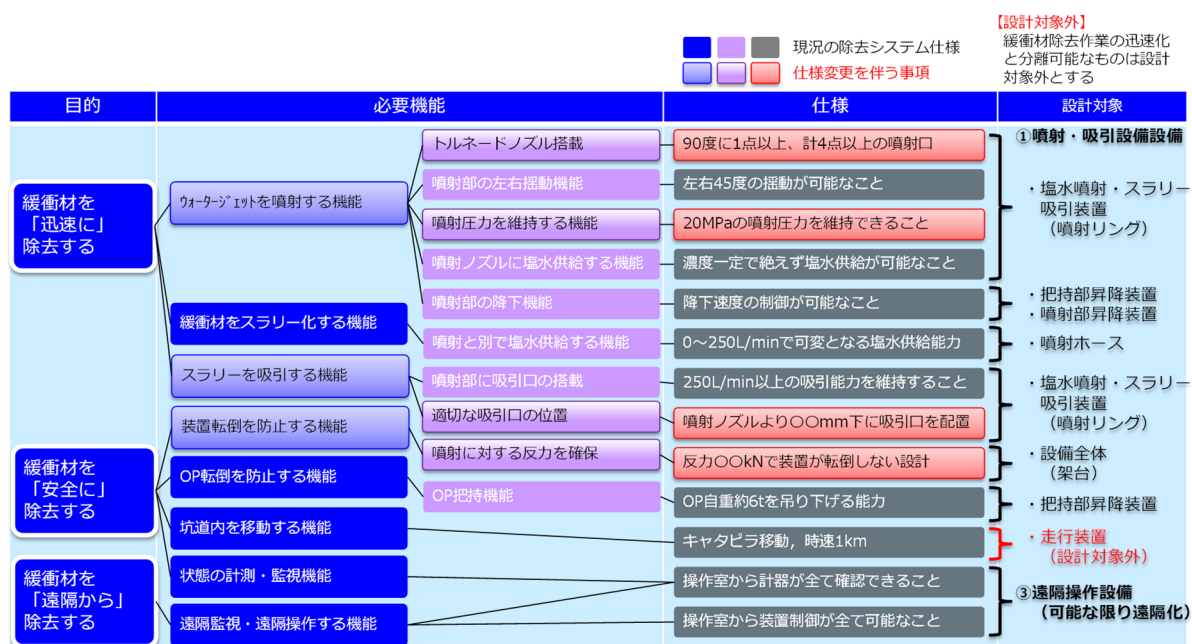 【設計対象外】
緩衝材除去作業の迅速化
と分離可能なものは設計
対象外とする
現況の除去システム仕様
仕様変更を伴う事項
目的
必要機能
仕様
設計対象
緩衝材を
「迅速に」
除去する
緩衝材を
「安全に」
除去する
緩衝材を
「遠隔から」
除去する
ｳｫｰﾀｰｼﾞｪｯﾄを噴射する機能
緩衝材をスラリー化する機能
スラリーを吸引する機能
装置転倒を防止する機能
OP転倒を防止する機能
坑道内を移動する機能
状態の計測・監視機能
遠隔監視・遠隔操作する機能
トルネードノズル搭載
噴射部の左右揺動機能
噴射圧力を維持する機能
噴射ノズルに塩水供給する機能
噴射部の降下機能
噴射と別で塩水供給する機能
噴射部に吸引口の搭載
適切な吸引口の位置
噴射に対する反力を確保
OP把持機能
90度に1点以上、計4点以上の噴射口
左右45度の揺動が可能なこと
20MPaの噴射圧力を維持できること
濃度一定で絶えず塩水供給が可能なこと
降下速度の制御が可能なこと
0～250L/minで可変となる塩水供給能力
250L/min以上の吸引能力を維持すること
噴射ノズルより〇〇mm下に吸引口を配置
反力〇〇kNで装置が転倒しない設計
OP自重約6tを吊り下げる能力
キャタピラ移動，時速1km
操作室から計器が全て確認できること
操作室から装置制御が全て可能なこと
①噴射・吸引設備設備
・塩水噴射・スラリー
吸引装置
（噴射リング）
・把持部昇降装置
・噴射部昇降装置
・噴射ホース
・塩水噴射・スラリー
吸引装置
（噴射リング）
・設備全体
（架台）
・把持部昇降装置
・走行装置
（設計対象外）
③遠隔操作設備
（可能な限り遠隔化）